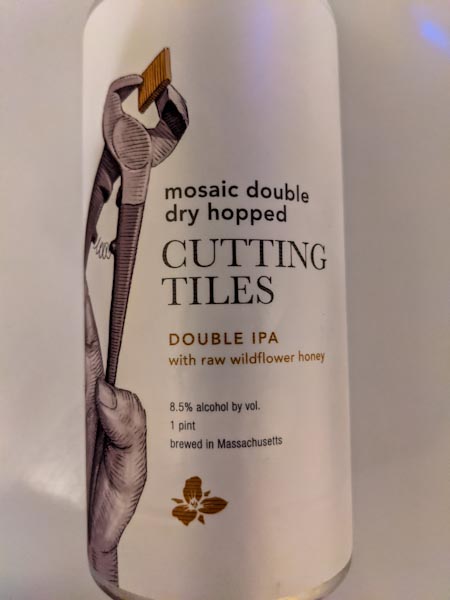 mosaic double
dry hopped
CUTTING
TILES
DOUBLE IPA
with raw wildflower honey
8.5% alcohol by vol.
1 pint
brewed in Massachusetts